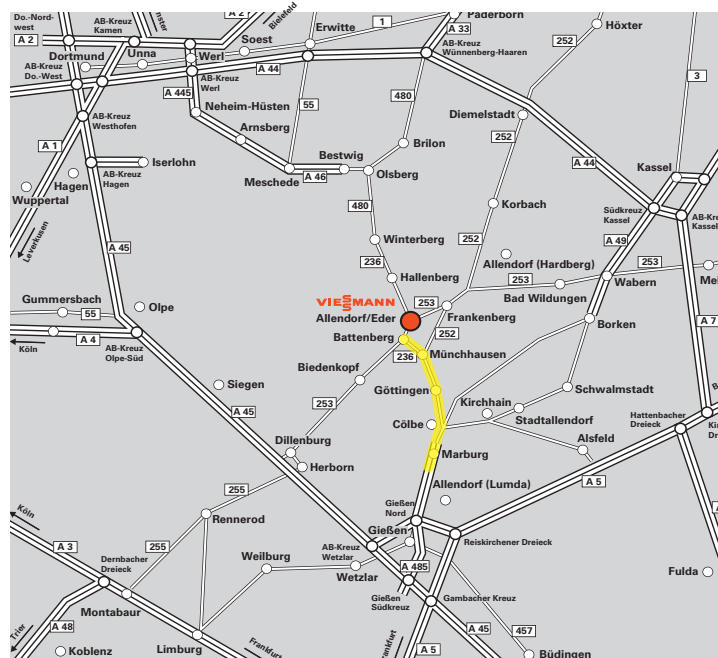 Do.-Nord-
west
A 2
AB-Kreuz
Kamen
A 2
Bielefeld
Erwitte
1
Paderborn
A 33
Höxter
Soest
Unna
Dortmund
Werl
AB-Kreuz
Do.-West
A 44
AB-Kreuz
Wünnenberg-Haaren
252
3
AB-Kreuz
Werl
A 445
55
480
Neheim-Hüsten
AB-Kreuz
Westhofen
Diemelstadt
Arnsberg
Brilon
252
A 1
Iserlohn
Bestwig
A 44
Kassel
Hagen
AB-Kreuz
Hagen
Meschede
A 46
Olsberg
Wuppertal
480
Korbach
Südkreuz
Kassel
AB-Kre
Kassel
Leverkusen
A 45
Winterberg
252
A 49
236
Allendorf (Hardberg)
253
Hallenberg
253
Wabern
Mel
Gummersbach
Olpe
VIESSMANN
253
Bad Wildungen
55
Allendorf/Eder
Frankenberg
Borken
A 7
Battenberg
252
Köln
A 4
AB-Kreuz
Olpe-Süd
236
Münchhausen
Biedenkopf
Siegen
Göttingen
Schwalmstadt
253
Kirchhain
A 45
Cölbe
Stadtallendorf
Hattenbacher
Dreieck
Kir
Dr
Dillenburg
Alsfeld
Marburg
Herborn
A 5
Allendorf (Lumda)
255
Köln
Rennerod
Gießen
Nord
Gießen
Reiskirchener Dreieck
A 3
255
AB-Kreuz
Wetzlar
Dernbacher
Dreieck
Weilburg
Wetzlar
A 485
Fulda
Gießen
Südkreuz
Gambacher Kreuz
Montabaur
A 48
Trier
A 45
457
Koblenz
Limburg
Frankfurt
A 5
Büdingen